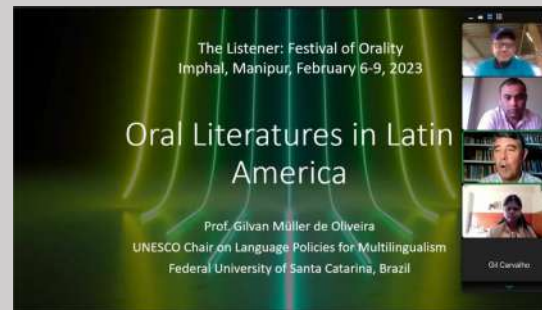 The Listener: Festival of Orality
Imphal, Manipur, February 6-9, 2023
Oral Literatures in Latin
America
Prof. Gilvan Müller de Oliveira
UNESCO Chair on Language Policies for Multilingualism
Federal University of Santa Catarina, Brazil
Gil Carvalho